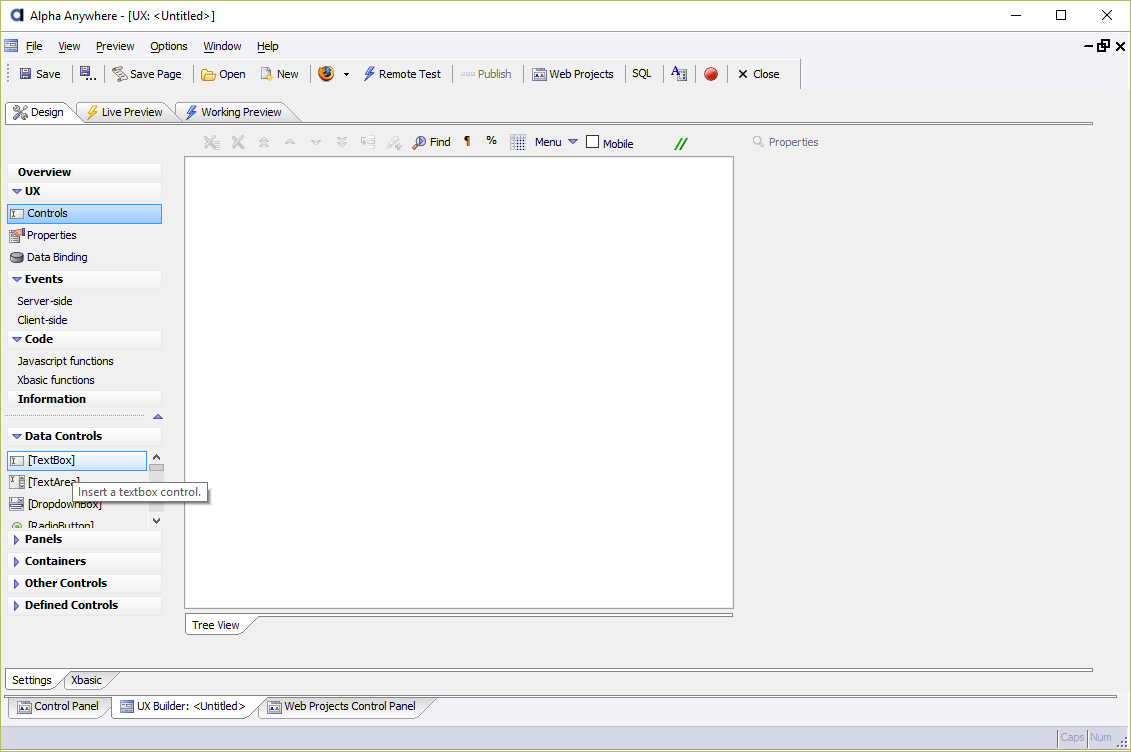 Alpha Anywhere - [UX: <Untitled>]
File View Preview Options Window Help
Save Save Page Open New Remote Test Publish Web Projects SQL A Close
Design Live Preview Working Preview
Find ¶ % Menu Mobile // Properties
Overview
UX
Controls
Properties
Data Binding
Events
Server-side
Client-side
Code
Javascript functions
Xbasic functions
Information
Data Controls
[TextBox]
[TextArea]
Insert a textbox control.
[DropdownBox]
[RadioButton]
Panels
Containers
Other Controls
Defined Controls
Tree View
Settings Xbasic
Control Panel UX Builder: <Untitled> Web Projects Control Panel
Caps Num